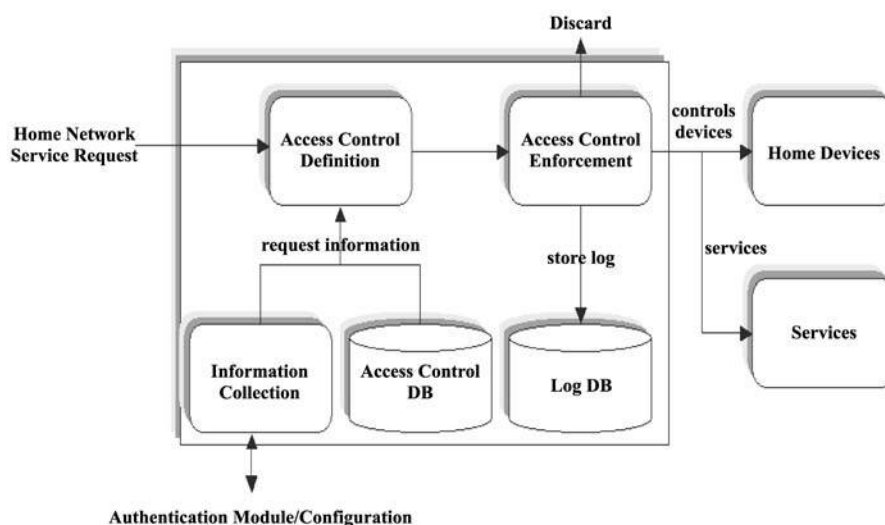 Discard
Home Network
Service Request
Access Control
Definition
Access Control
Enforcement
controls
devices
Home Devices
request information
store log
services
Information
Collection
Access Control
DB
Log DB
Services
Authentication Module/Configuration